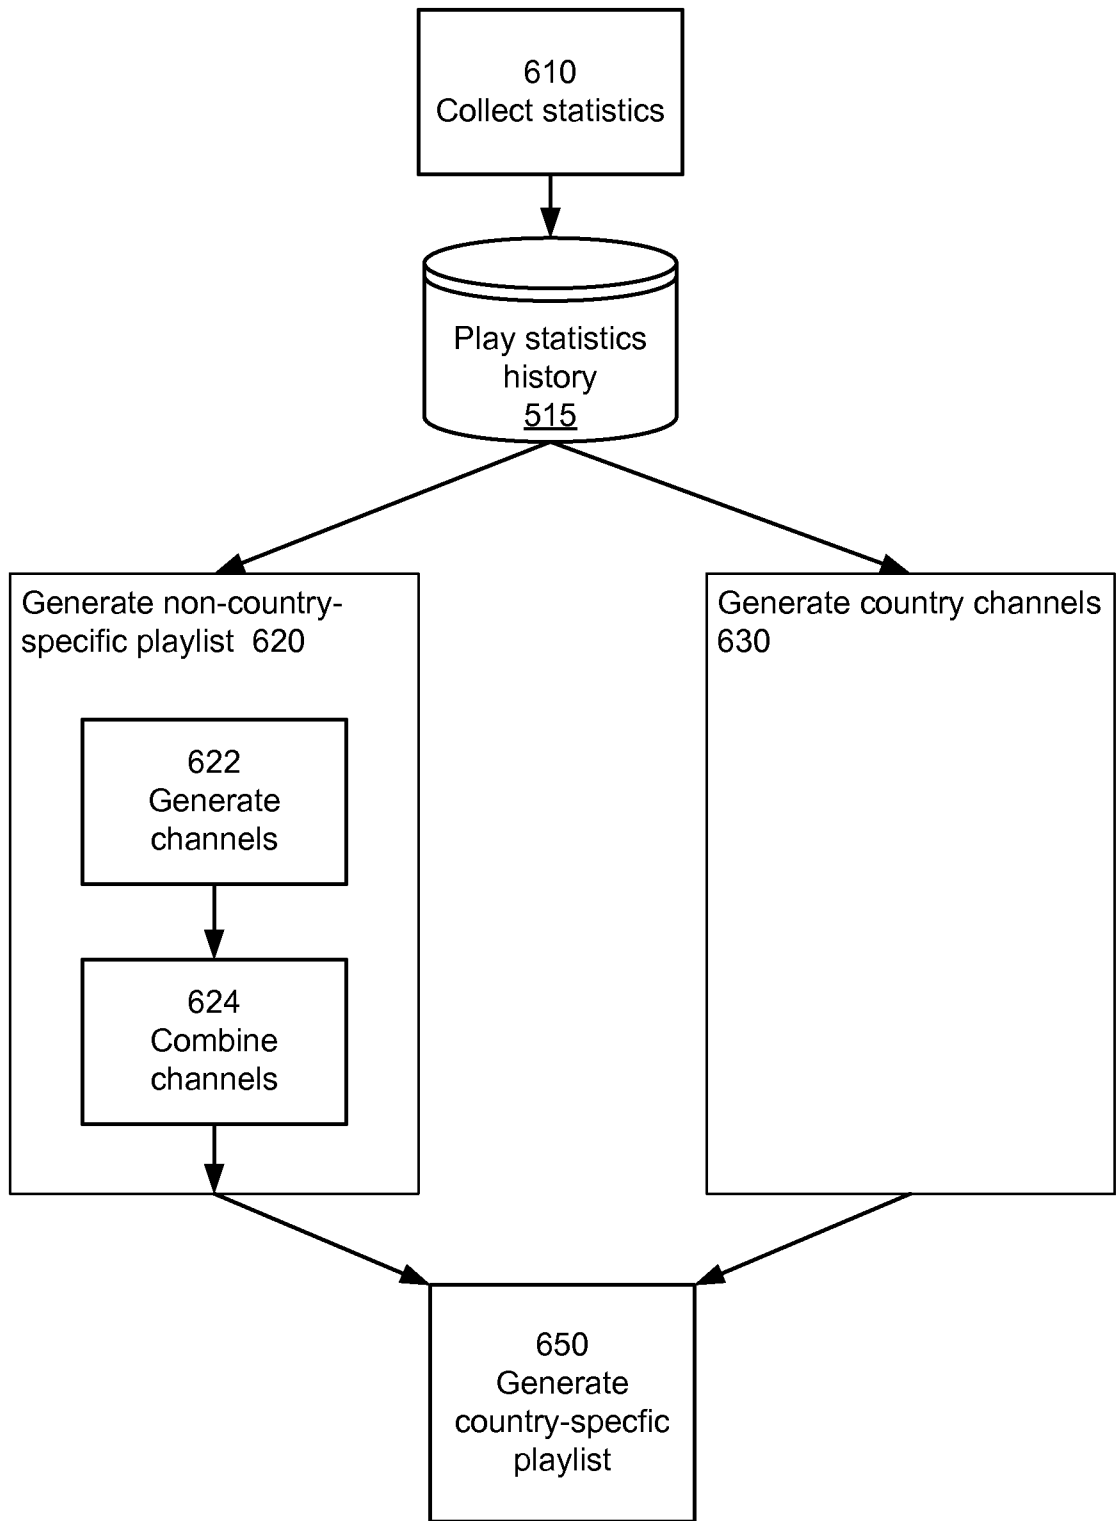 610
Collect statistics
Play statistics
history
515
Generate non-country-
specific playlist 620
Generate country channels
630
622
Generate
channels
624
Combine
channels
650
Generate
country-specfic
playlist